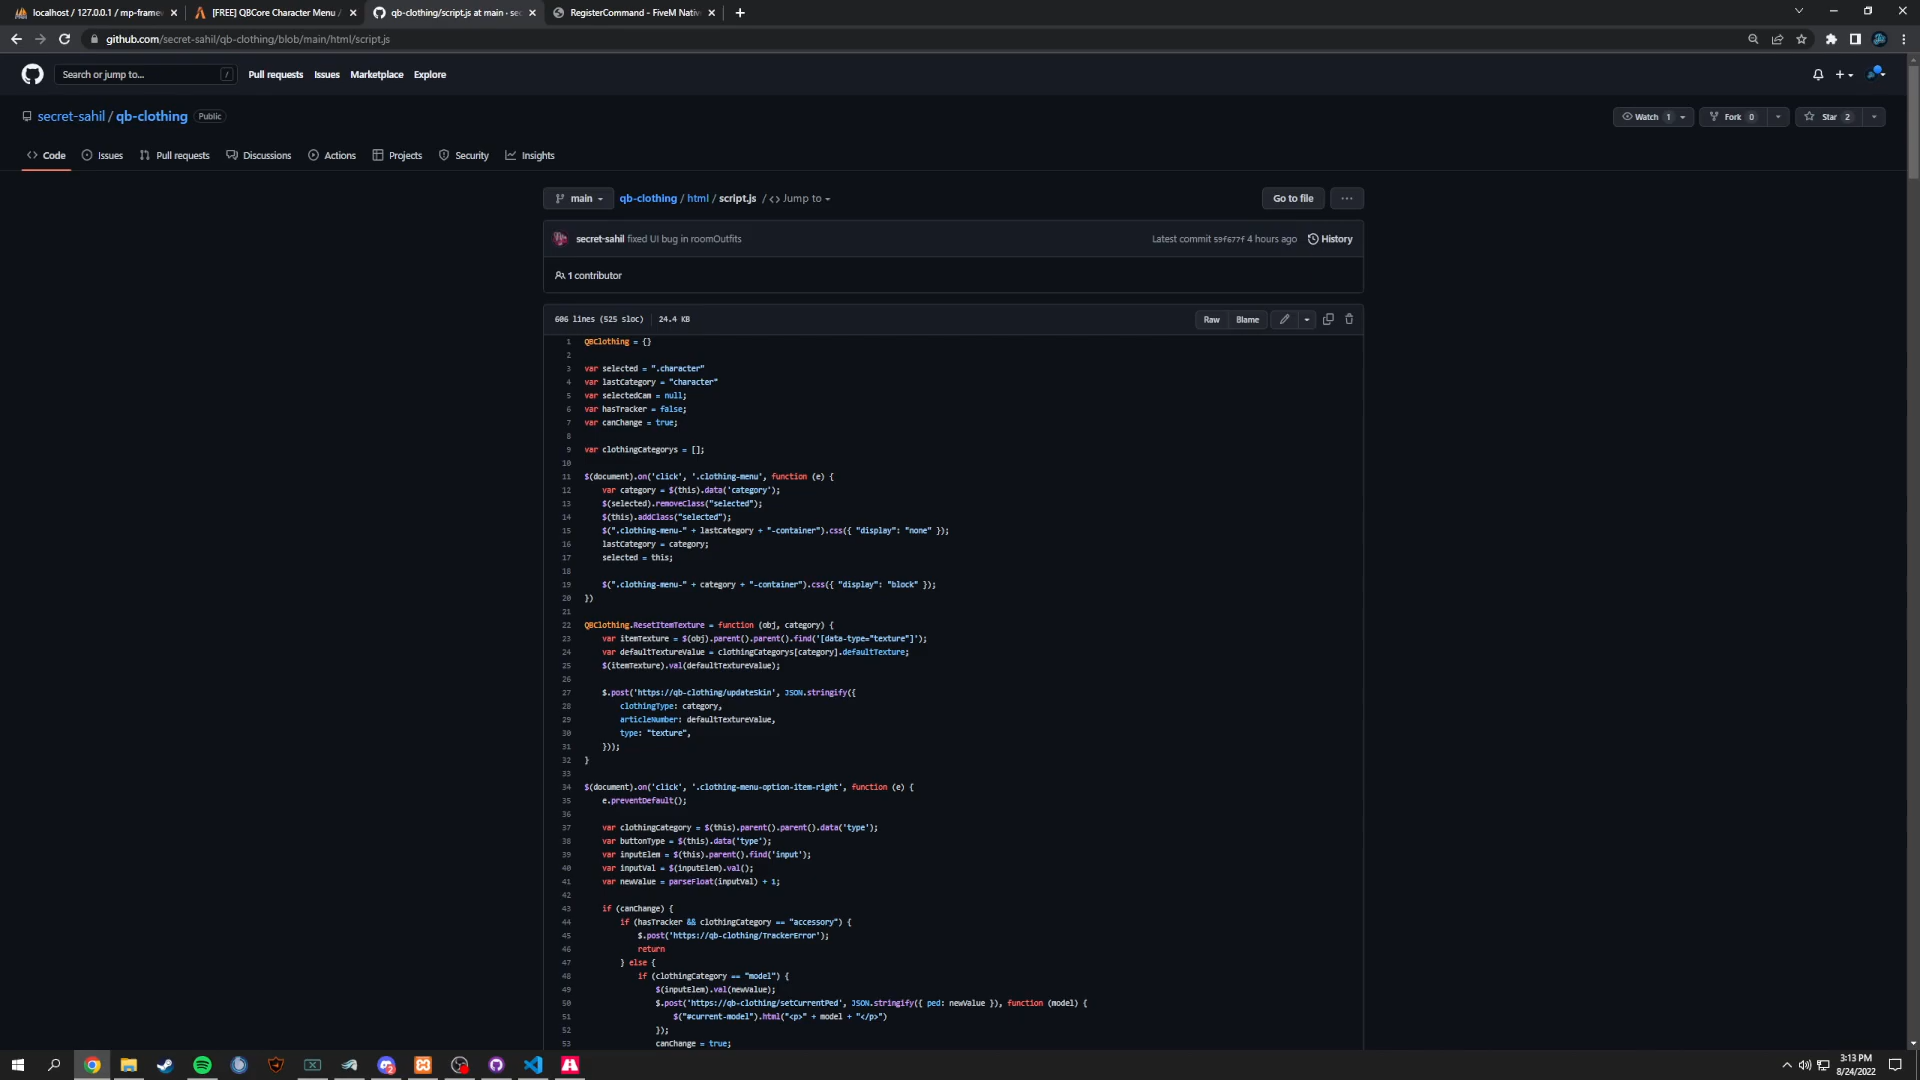 localhost / 127.0.0.1 / mp-frame
[FREE] QBCore Character Menu /
qb-clothing/script.js at main · sec
RegisterCommand - FiveM Nativ
github.com/secret-sahil/qb-clothing/blob/main/html/script.js
Search or jump to...
/
Pull requests
Issues
Marketplace
Explore
secret-sahil / qb-clothing
Public
Watch 1
Fork 0
Star 2
Code
Issues
Pull requests
Discussions
Actions
Projects
Security
Insights
main
qb-clothing / html / script.js / <> Jump to
Go to file
secret-sahil fixed UI bug in roomOutfits
Latest commit 59f677f 4 hours ago
History
1 contributor
606 lines (525 sloc)
24.4 KB
Raw
Blame
1 QBClothing = {}
2
3 var selected = ".character"
4 var lastCategory = "character"
5 var selectedCam = null;
6 var hasTracker = false;
7 var canChange = true;
8
9 var clothingCategorys = [];
10
11 $(document).on('click', '.clothing-menu', function (e) {
12 var category = $(this).data('category');
13 $(selected).removeClass("selected");
14 $(this).addClass("selected");
15 $(".clothing-menu-" + lastCategory + "-container").css({ "display": "none" });
16 lastCategory = category;
17 selected = this;
18
19 $(".clothing-menu-" + category + "-container").css({ "display": "block" });
20 })
21
22 QBClothing.ResetItemTexture = function (obj, category) {
23 var itemTexture = $(obj).parent().parent().find('[data-type="texture"]');
24 var defaultTextureValue = clothingCategorys[category].defaultTexture;
25 $(itemTexture).val(defaultTextureValue);
26
27 $.post('https://qb-clothing/updateSkin', JSON.stringify({
28 clothingType: category,
29 articleNumber: defaultTextureValue,
30 type: "texture",
31 }));
32 }
33
34 $(document).on('click', '.clothing-menu-option-item-right', function (e) {
35 e.preventDefault();
36
37 var clothingCategory = $(this).parent().parent().data('type');
38 var buttonType = $(this).data('type');
39 var inputElem = $(this).parent().find('input');
40 var inputVal = $(inputElem).val();
41 var newValue = parseFloat(inputVal) + 1;
42
43 if (canChange) {
44 if (hasTracker && clothingCategory == "accessory") {
45 $.post('https://qb-clothing/TrackerError');
46 return
47 } else {
48 if (clothingCategory == "model") {
49 $(inputElem).val(newValue);
50 $.post('https://qb-clothing/setCurrentPed', JSON.stringify({ ped: newValue }), function (model) {
51 $("#current-model").html("<p>" + model + "</p>")
52 });
53 canChange = true;
3:13 PM
8/24/2022